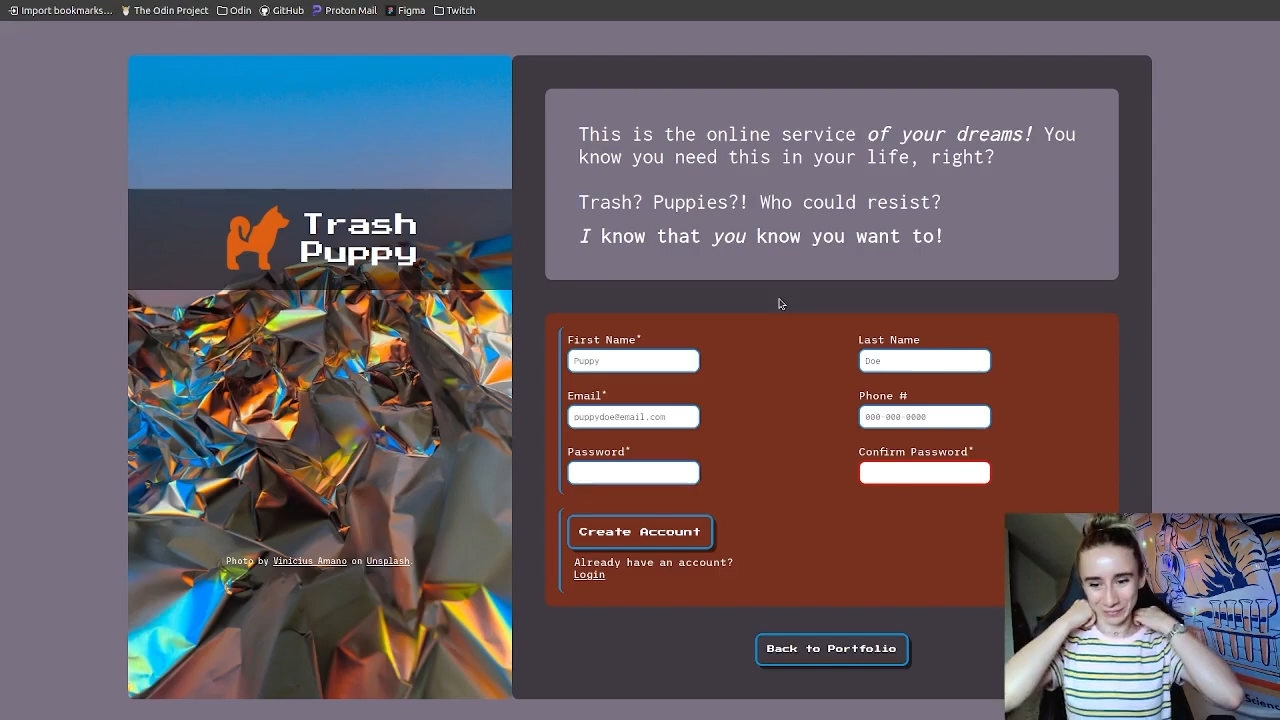 Import bookmarks...
The Odin Project
Odin
GitHub
Proton Mail
Figma
Twitch
Trash
Puppy
Photo by Vinicius Amano on Unsplash.
This is the online service of your dreams! You
know you need this in your life, right?
Trash? Puppies?! Who could resist?
I know that you know you want to!
First Name*
Last Name
Puppy
Doe
Email*
Phone #
puppydoe@email.com
000-000-0000
Password*
Confirm Password*
Create Account
Already have an account?
Login
Back to Portfolio